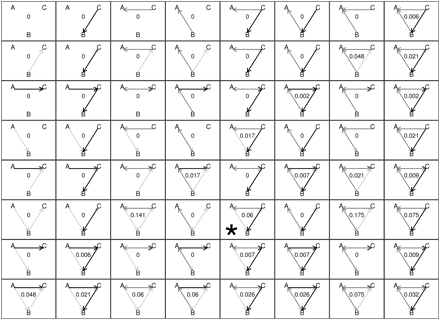 A C A C A C A C A C A C A C A C
0 0 0 0 0 0 0 0.006
B B B B B B B B
A C A C A C A C A C A C A C A C
0 0 0 0 0 0 0.048 0.021
B B B B B B B B
A C A C A C A C A C A C A C A C
0 0 0 0 0 0.002 0 0.002
B B B B B B B B
A C A C A C A C A C A C A C A C
0 0 0 0 0.017 0 0 0.021
B B B B B B B B
A C A C A C A C A C A C A C A C
0 0 0 0.017 0 0.007 0.021 0.009
B B B B B B B B
A C A C A C A C A C A C A C A C
0 0 0.141 0 0.06 0 0.175 0.075
B B B B * B B B B
A C A C A C A C A C A C A C A C
0 0.006 0 0 0.007 0.007 0 0.009
B B B B B B B B
A C A C A C A C A C A C A C A C
0.048 0.021 0.06 0.06 0.026 0.026 0.075 0.032
B B B B B B B B